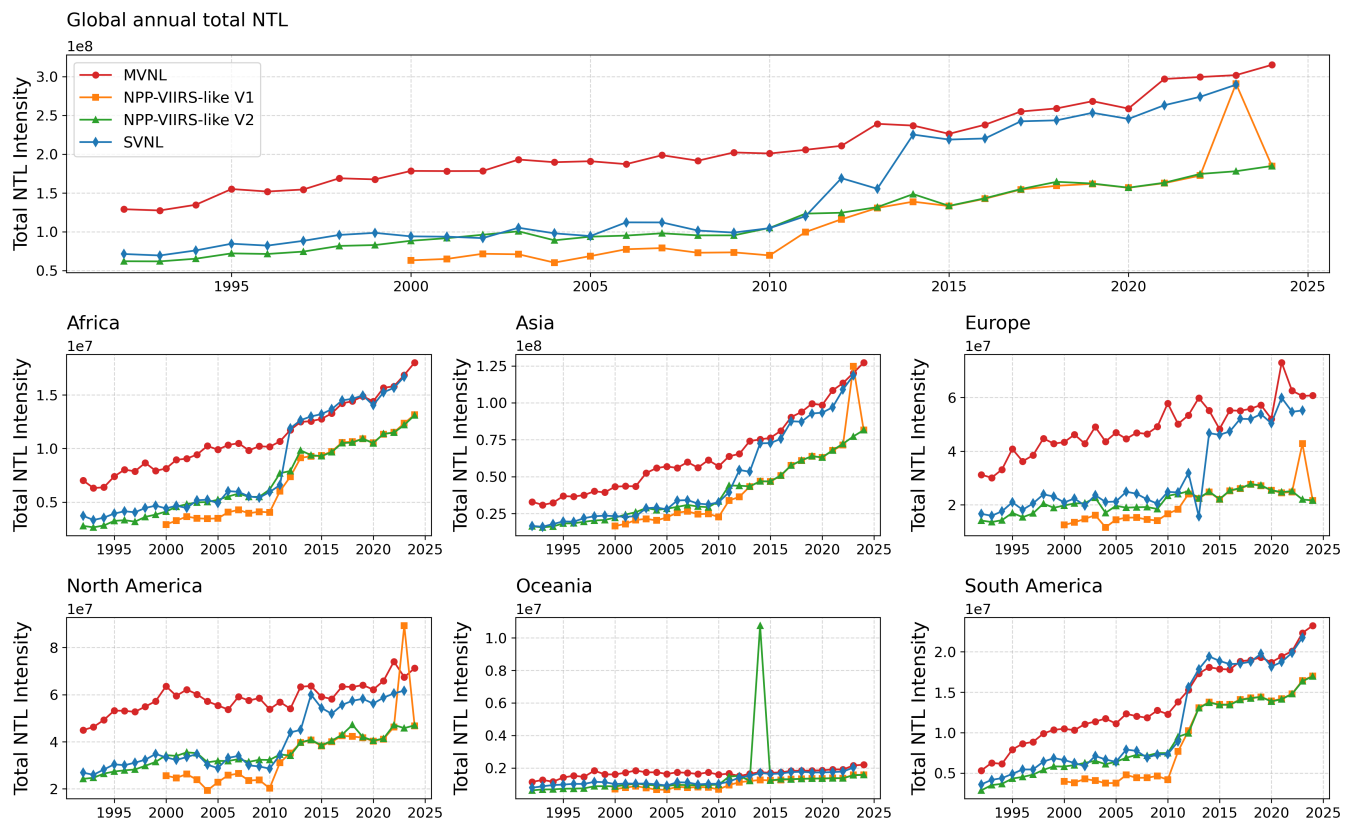 Global annual total NTL
1e8
Total NTL Intensity
3.0
2.5
2.0
1.5
1.0
0.5
MVNL
NPP-VIIRS-like V1
NPP-VIIRS-like V2
SVNL
1995 2000 2005 2010 2015 2020 2025
Africa
1e7
Total NTL Intensity
1.5
1.0
0.5
1995 2000 2005 2010 2015 2020 2025
Asia
1e8
Total NTL Intensity
1.25
1.00
0.75
0.50
0.25
1995 2000 2005 2010 2015 2020 2025
Europe
1e7
Total NTL Intensity
6
4
2
1995 2000 2005 2010 2015 2020 2025
North America
1e7
Total NTL Intensity
8
6
4
2
1995 2000 2005 2010 2015 2020 2025
Oceania
1e7
Total NTL Intensity
1.0
0.8
0.6
0.4
0.2
1995 2000 2005 2010 2015 2020 2025
South America
1e7
Total NTL Intensity
2.0
1.5
1.0
0.5
1995 2000 2005 2010 2015 2020 2025